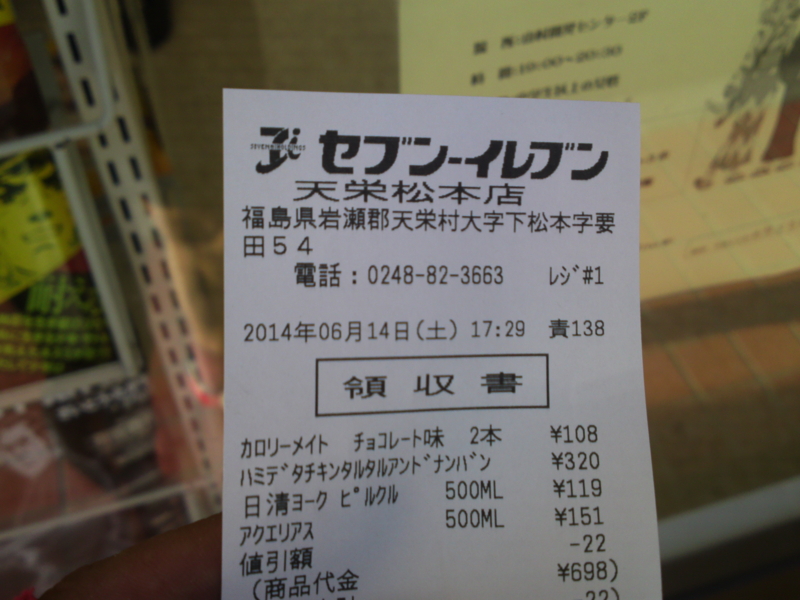 セブン-イレブン
天栄松本店
福島県岩瀬郡天栄村大字下松本字要
田54
電話:0248-82-3663 レジ#1
2014年06月14日(土) 17:29 責138
領収書
カロリーメイト チョコレート味 2本 ¥108
ハミデタチキンタルタルアンドナンバン ¥320
日清ヨーク ピルクル 500ML ¥119
アクエリアス 500ML ¥151
値引額 -22
(商品代金 ¥698)
-22)
19:00~20:30